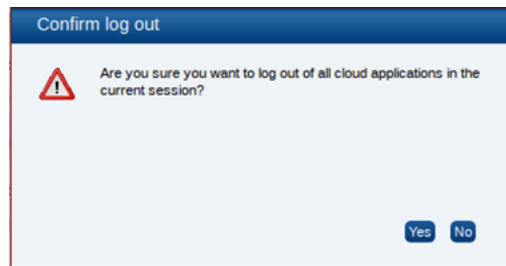 Confirm log out
Are you sure you want to log out of all cloud applications in the
current session?
Yes No